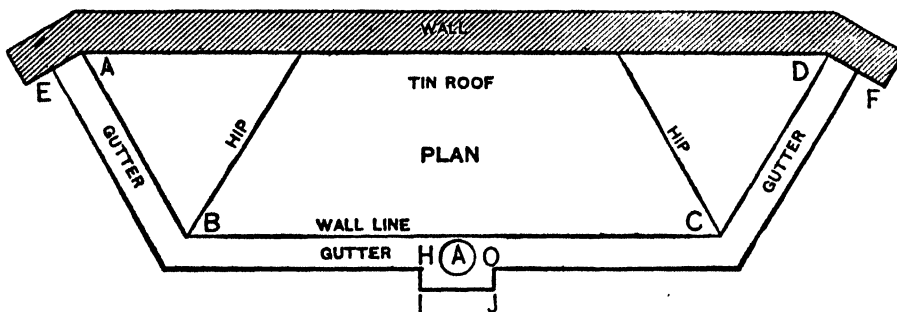 WALL
A
D
E
TIN ROOF
F
GUTTER
HIP
PLAN
HIP
GUTTER
B
WALL LINE
C
GUTTER
H A O
I J